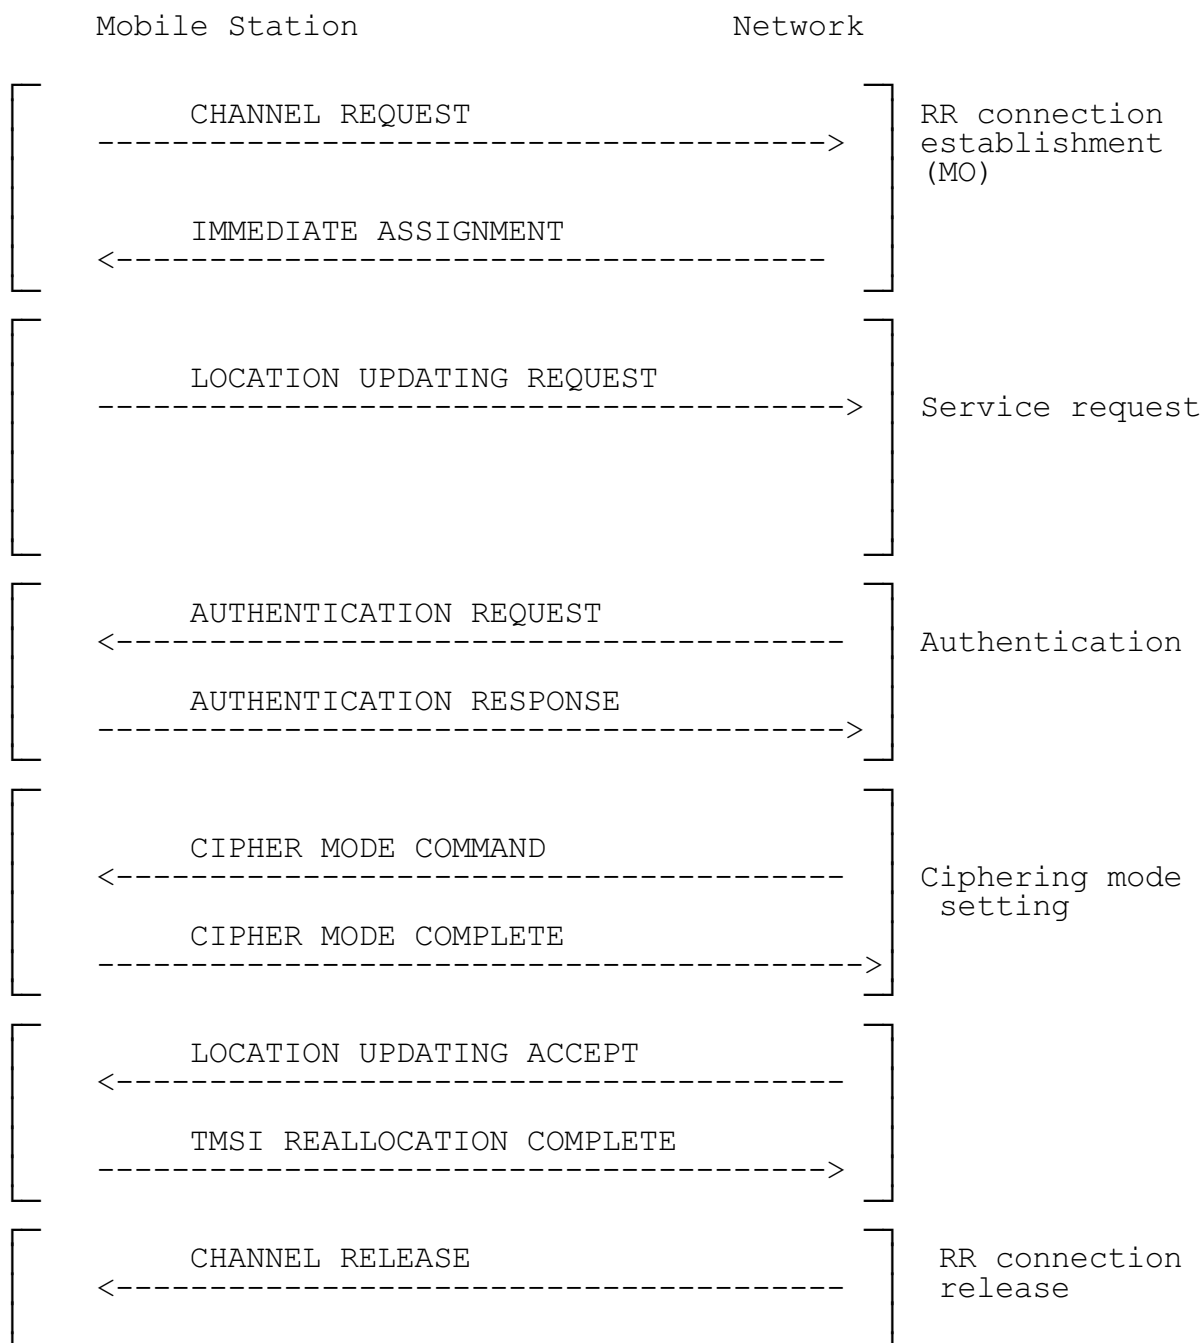 Mobile Station Network
CHANNEL REQUEST RR connection
--------------------------------------> establishment
(MO)
IMMEDIATE ASSIGNMENT
<--------------------------------------
LOCATION UPDATING REQUEST
----------------------------------------> Service request
AUTHENTICATION REQUEST
<--------------------------------------- Authentication
AUTHENTICATION RESPONSE
---------------------------------------->
CIPHER MODE COMMAND
<--------------------------------------- Ciphering mode
setting
CIPHER MODE COMPLETE
----------------------------------------->
LOCATION UPDATING ACCEPT
<---------------------------------------
TMSI REALLOCATION COMPLETE
--------------------------------------->
CHANNEL RELEASE RR connection
<--------------------------------------- release